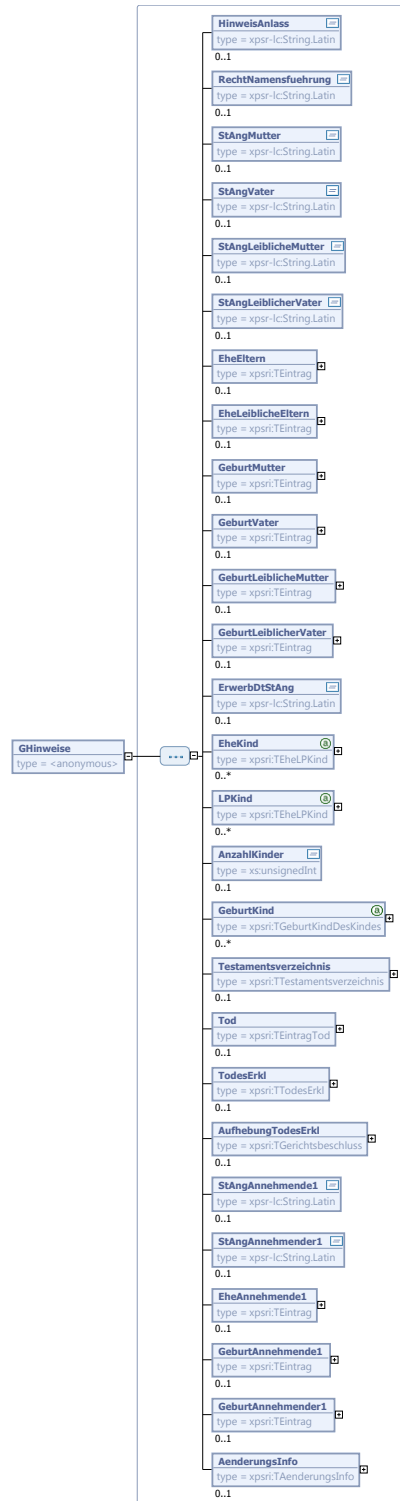 HinweisAnlass
type = xpsr-lc:String.Latin
0..1
RechtNamensfuehrung
type = xpsr-lc:String.Latin
0..1
StAngMutter
type = xpsr-lc:String.Latin
0..1
StAngVater
type = xpsr-lc:String.Latin
0..1
StAngLeiblicheMutter
type = xpsr-lc:String.Latin
0..1
StAngLeiblicherVater
type = xpsr-lc:String.Latin
0..1
EheEltern
type = xpsri:TEintrag
0..1
EheLeiblicheEltern
type = xpsri:TEintrag
0..1
GeburtMutter
type = xpsri:TEintrag
0..1
GeburtVater
type = xpsri:TEintrag
0..1
GeburtLeiblicheMutter
type = xpsri:TEintrag
0..1
GeburtLeiblicherVater
type = xpsri:TEintrag
0..1
ErwerbDtStAng
type = xpsr-lc:String.Latin
0..1
GHinweise
type = <anonymous>
EheKind
type = xpsri:TEheLPKind
0..*
LPKind
type = xpsri:TEheLPKind
0..*
AnzahlKinder
type = xs:unsignedInt
0..1
GeburtKind
type = xpsri:TGeburtKindDesKindes
0..*
Testamentsverzeichnis
type = xpsri:TTestamentsverzeichnis
0..1
Tod
type = xpsri:TEintragTod
0..1
TodesErkl
type = xpsri:TTodesErkl
0..1
AufhebungTodesErkl
type = xpsri:TGerichtsbeschluss
0..1
StAngAnnehmende1
type = xpsr-lc:String.Latin
0..1
StAngAnnehmender1
type = xpsr-lc:String.Latin
0..1
EheAnnehmende1
type = xpsri:TEintrag
0..1
GeburtAnnehmende1
type = xpsri:TEintrag
0..1
GeburtAnnehmender1
type = xpsri:TEintrag
0..1
AenderungsInfo
type = xpsri:TAenderungsInfo
0..1